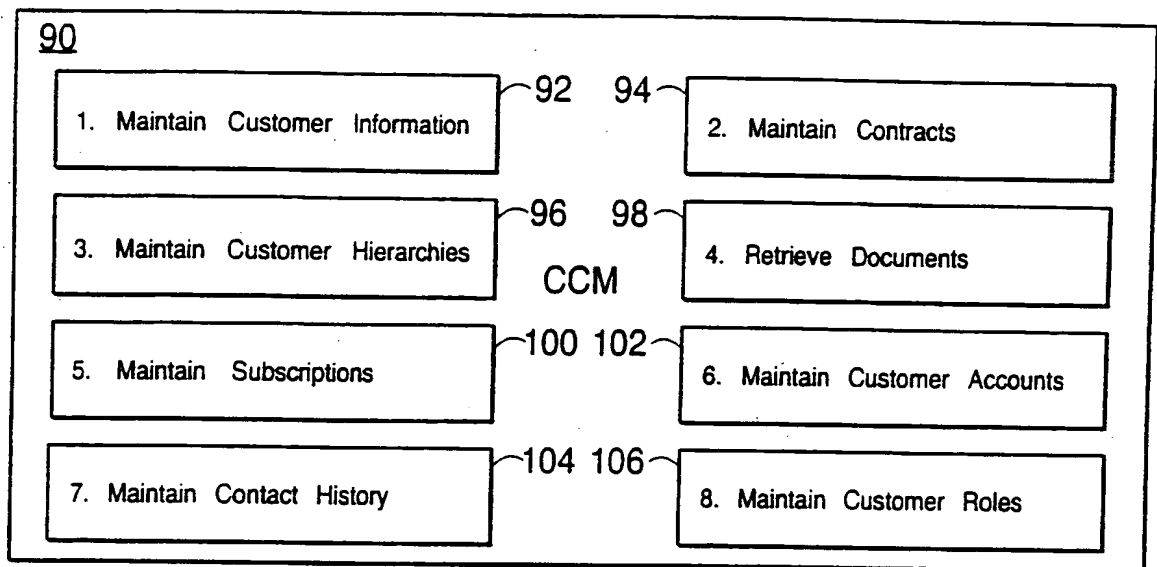 90
1. Maintain Customer Information
92
94
2. Maintain Contracts
3. Maintain Customer Hierarchies
96
98
4. Retrieve Documents
CCM
5. Maintain Subscriptions
100
102
6. Maintain Customer Accounts
7. Maintain Contact History
104
106
8. Maintain Customer Roles